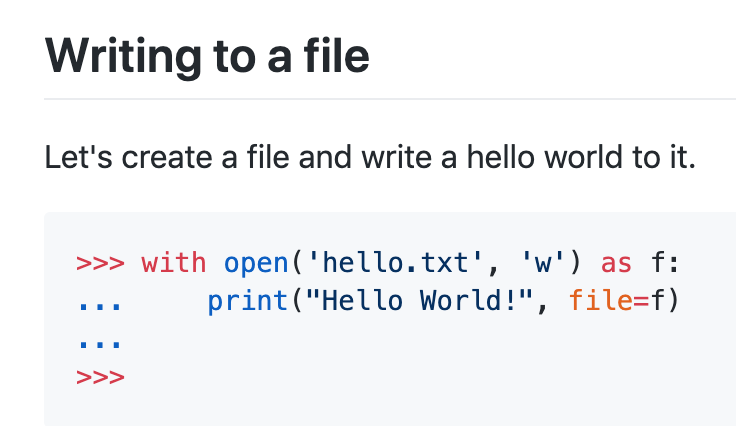 Writing to a file
Let's create a file and write a hello world to it.
>>> with open('hello.txt', 'w') as f:
...     print("Hello World!", file=f)
...
>>>